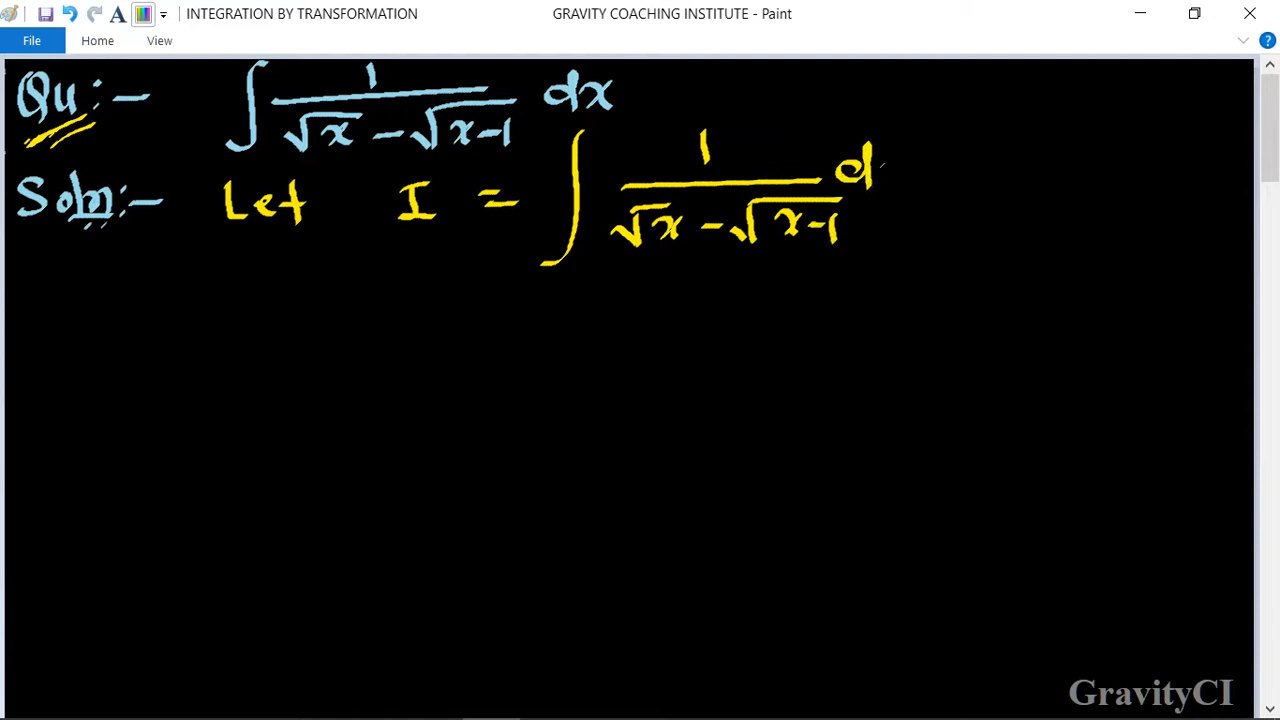 INTEGRATION BY TRANSFORMATION GRAVITY COACHING INSTITUTE - Paint
File Home View
Qu:- ∫ 1/(√x - √(x-1)) dx
Soln:- Let I = ∫ 1/(√x - √(x-1)) d
GravityCI